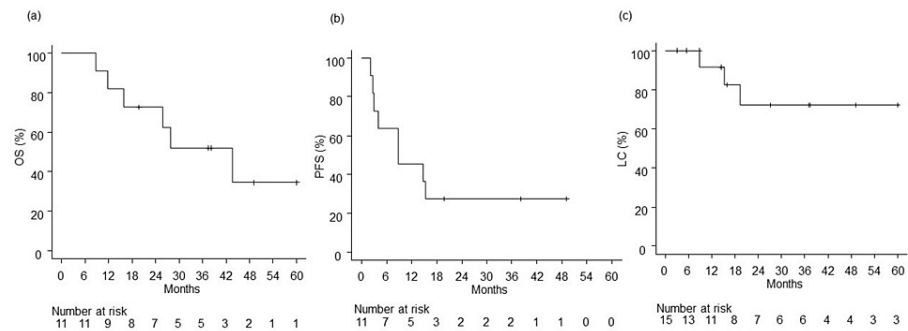 (a)
OS (%)
100
80
60
40
20
0
0 6 12 18 24 30 36 42 48 54 60
Months
Number at risk
11 11 9 8 7 5 5 3 2 1 1
(b)
PFS (%)
100
80
60
40
20
0
0 6 12 18 24 30 36 42 48 54 60
Months
Number at risk
11 7 5 3 2 2 2 1 1 0 0
(c)
LC (%)
100
80
60
40
20
0
0 6 12 18 24 30 36 42 48 54 60
Months
Number at risk
15 13 11 8 7 6 6 4 4 3 3